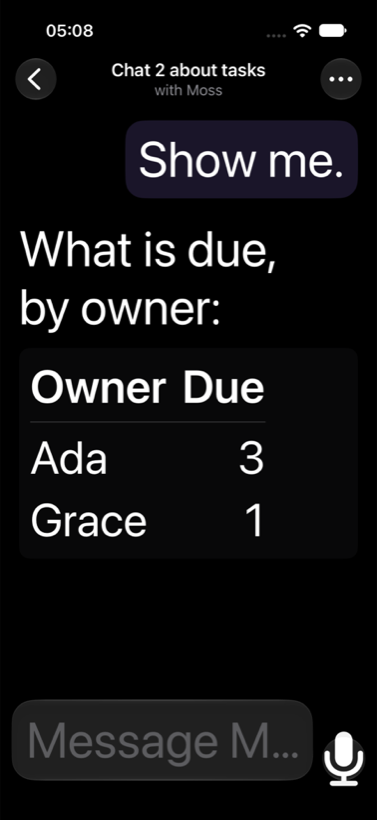 05:08
Chat 2 about tasks
with Moss
Show me.
What is due,
by owner:
Owner Due
Ada 3
Grace 1
Message M...